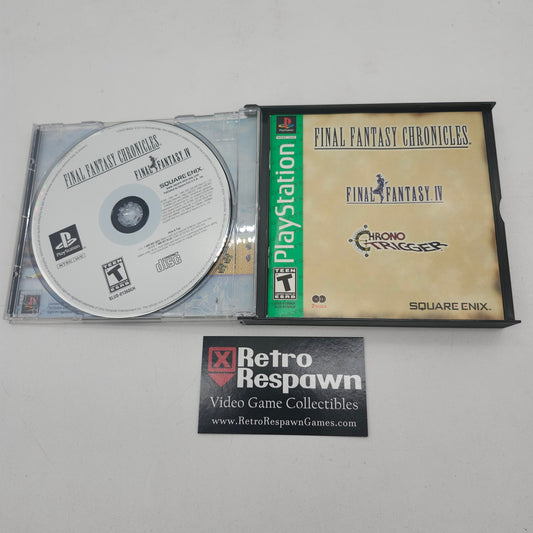 FINAL FANTASY CHRONICLES
FINAL FANTASY IV
SQUARE ENIX
TEEN
T
ESRB
disc
PlayStation
FINAL FANTASY CHRONICLES
FINAL FANTASY IV
CHRONO
TRIGGER
TEEN
T
ESRB
SQUARE ENIX
Retro
Respawn
Video Game Collectibles
www.RetroRespawnGames.com